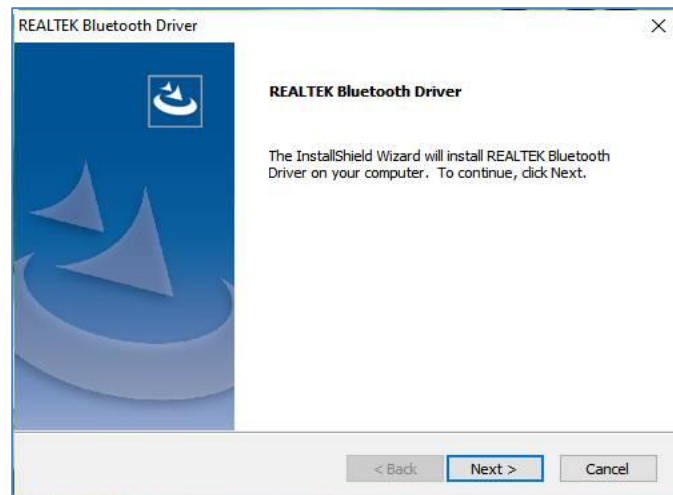 REALTEK Bluetooth Driver
REALTEK Bluetooth Driver
The InstallShield Wizard will install REALTEK Bluetooth
Driver on your computer.  To continue, click Next.
< Back Next > Cancel